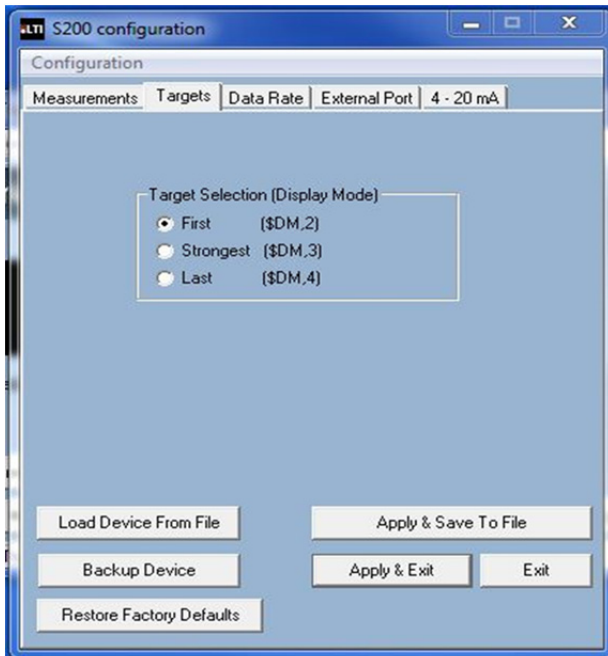 LTI S200 configuration
Configuration
Measurements Targets Data Rate External Port 4 - 20 mA
Target Selection (Display Mode)
First ($DM,2)
Strongest ($DM,3)
Last ($DM,4)
Load Device From File Apply & Save To File
Backup Device Apply & Exit Exit
Restore Factory Defaults